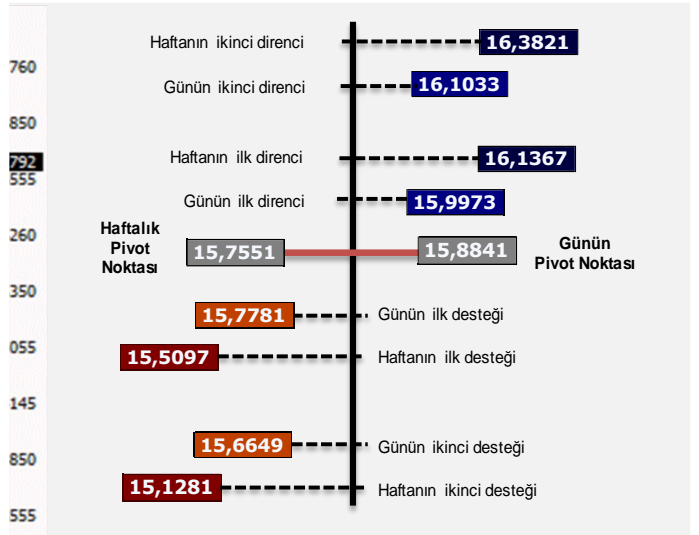 760
850
792
555
260
350
055
145
850
555
Haftanın ikinci direnci
16,3821
Günün ikinci direnci
16,1033
Haftanın ilk direnci
16,1367
Günün ilk direnci
15,9973
Haftalık
Pivot
Noktası
15,7551
15,8841
Günün
Pivot Noktası
15,7781
Günün ilk desteği
15,5097
Haftanın ilk desteği
15,6649
Günün ikinci desteği
15,1281
Haftanın ikinci desteği